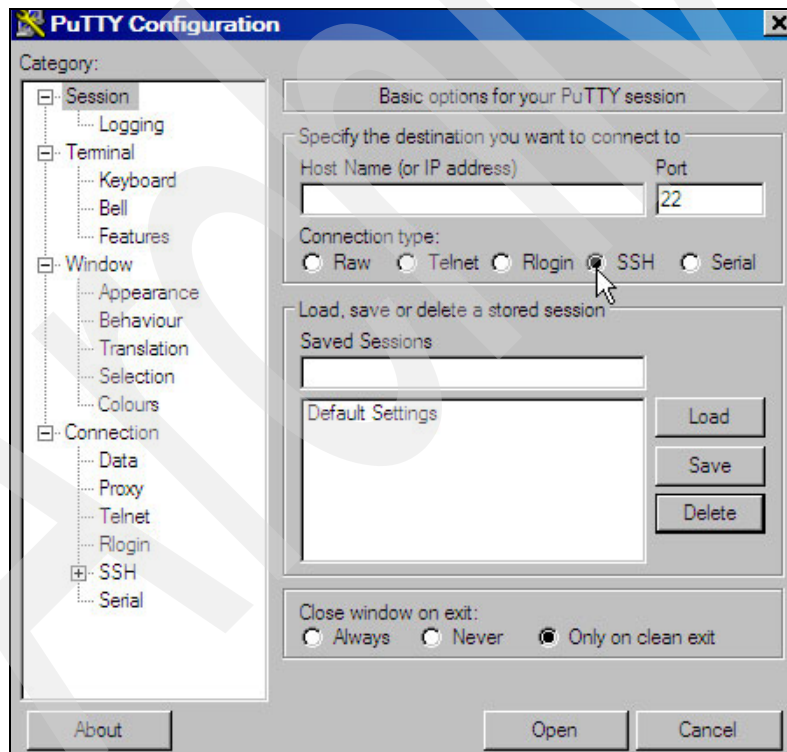 PuTTY Configuration
Category:
Session
Logging
Terminal
Keyboard
Bell
Features
Window
Appearance
Behaviour
Translation
Selection
Colours
Connection
Data
Proxy
Telnet
Rlogin
SSH
Serial
Basic options for your PuTTY session
Specify the destination you want to connect to
Host Name (or IP address) Port
22
Connection type:
Raw Telnet Rlogin SSH Serial
Load, save or delete a stored session
Saved Sessions
Default Settings
Load
Save
Delete
Close window on exit:
Always Never Only on clean exit
About Open Cancel